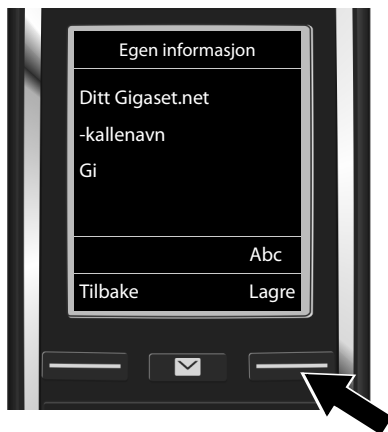 Egen informasjon
Ditt Gigaset.net
-kallenavn
Gi
Abc
Tilbake Lagre